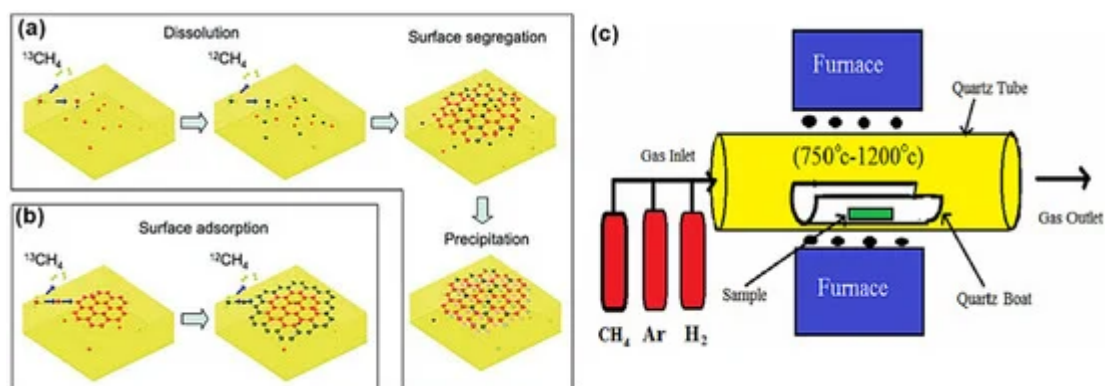 (a)
Dissolution
Surface segregation
¹³CH₄
¹²CH₄
(b)
Surface adsorption
Precipitation
¹³CH₄
¹²CH₄
(c)
Furnace
Quartz Tube
(750°c-1200°c)
Gas Inlet
Gas Outlet
Sample
Furnace
Quartz Boat
CH₄ Ar H₂